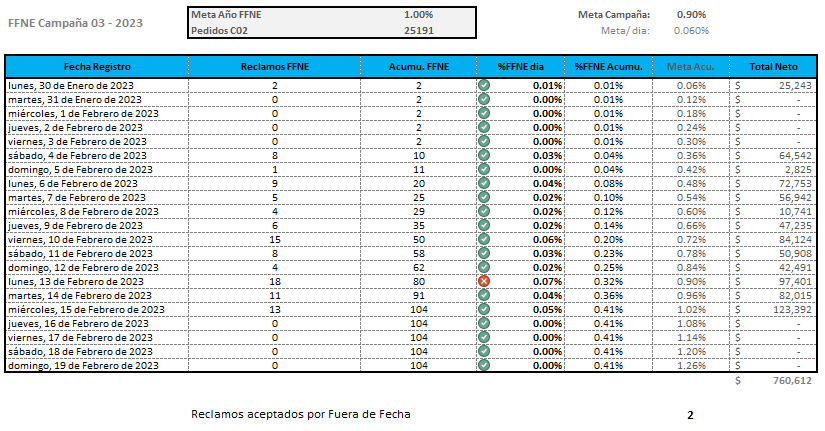 FFNE Campaña 03 - 2023
Meta Año FFNE 1.00%
Pedidos C02 25191
Meta Campaña: 0.90%
Meta/ dia: 0.060%
Fecha Registro Reclamos FFNE Acumu. FFNE %FFNE dia %FFNE Acumu. Meta Acu. Total Neto
lunes, 30 de Enero de 2023 2 2 0.01% 0.01% 0.06% $ 25,243
martes, 31 de Enero de 2023 0 2 0.00% 0.01% 0.12% $ -
miércoles, 1 de Febrero de 2023 0 2 0.00% 0.01% 0.18% $ -
jueves, 2 de Febrero de 2023 0 2 0.00% 0.01% 0.24% $ -
viernes, 3 de Febrero de 2023 0 2 0.00% 0.01% 0.30% $ -
sábado, 4 de Febrero de 2023 8 10 0.03% 0.04% 0.36% $ 64,542
domingo, 5 de Febrero de 2023 1 11 0.00% 0.04% 0.42% $ 2,825
lunes, 6 de Febrero de 2023 9 20 0.04% 0.08% 0.48% $ 72,753
martes, 7 de Febrero de 2023 5 25 0.02% 0.10% 0.54% $ 56,942
miércoles, 8 de Febrero de 2023 4 29 0.02% 0.12% 0.60% $ 10,741
jueves, 9 de Febrero de 2023 6 35 0.02% 0.14% 0.66% $ 47,235
viernes, 10 de Febrero de 2023 15 50 0.06% 0.20% 0.72% $ 84,124
sábado, 11 de Febrero de 2023 8 58 0.03% 0.23% 0.78% $ 50,908
domingo, 12 de Febrero de 2023 4 62 0.02% 0.25% 0.84% $ 42,491
lunes, 13 de Febrero de 2023 18 80 0.07% 0.32% 0.90% $ 97,401
martes, 14 de Febrero de 2023 11 91 0.04% 0.36% 0.96% $ 82,015
miércoles, 15 de Febrero de 2023 13 104 0.05% 0.41% 1.02% $ 123,392
jueves, 16 de Febrero de 2023 0 104 0.00% 0.41% 1.08% $ -
viernes, 17 de Febrero de 2023 0 104 0.00% 0.41% 1.14% $ -
sábado, 18 de Febrero de 2023 0 104 0.00% 0.41% 1.20% $ -
domingo, 19 de Febrero de 2023 0 104 0.00% 0.41% 1.26% $ -
$ 760,612
Reclamos aceptados por Fuera de Fecha 2